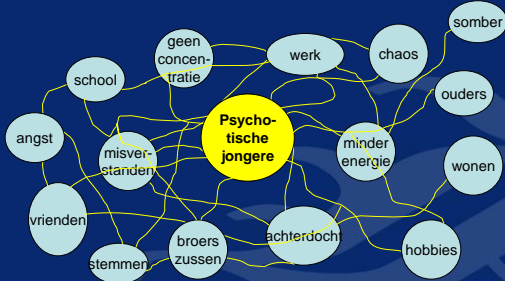 somber
geen
concen-
tratie
werk
chaos
school
ouders
Psycho-
tische
jongere
angst
misver-
standen
minder
energie
wonen
vrienden
achterdocht
broers
zussen
hobbies
stemmen